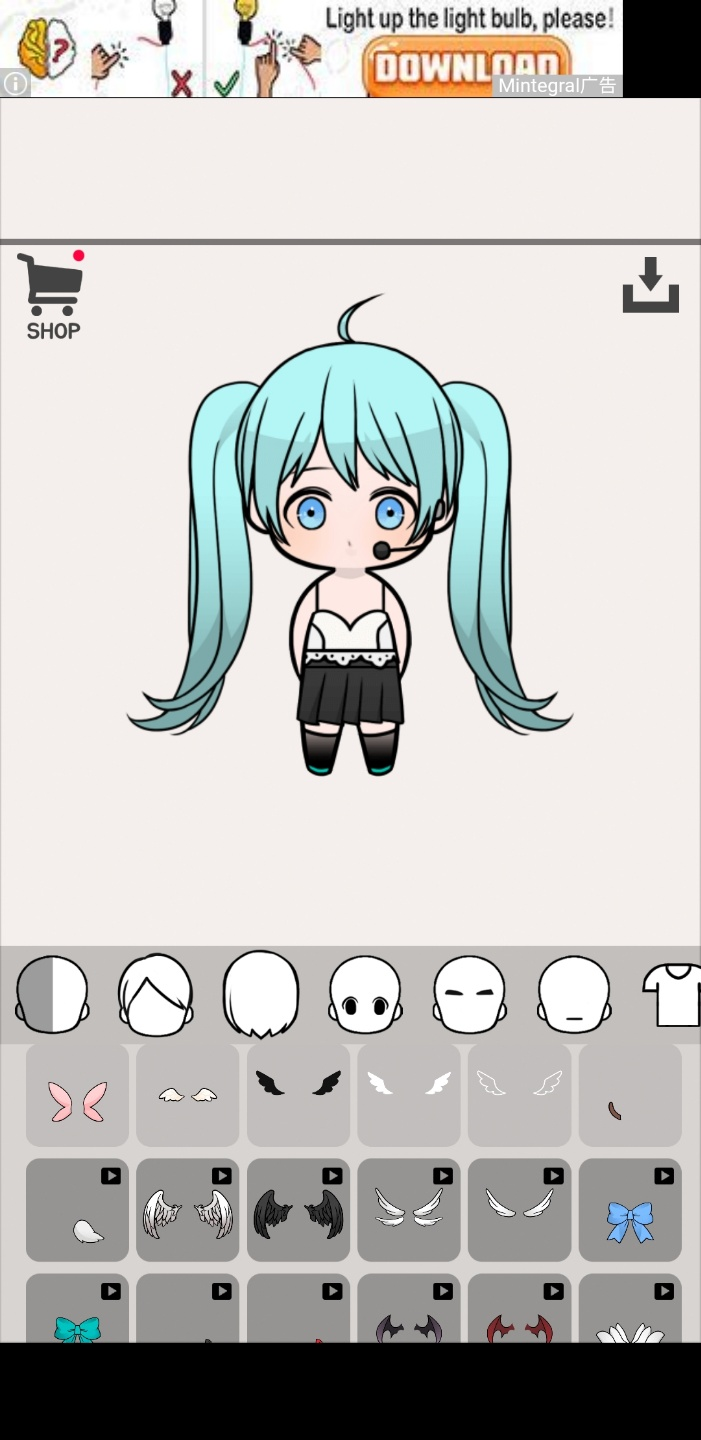 Light up the light bulb, please!
DOWNLOAD
Mintegral广告
SHOP